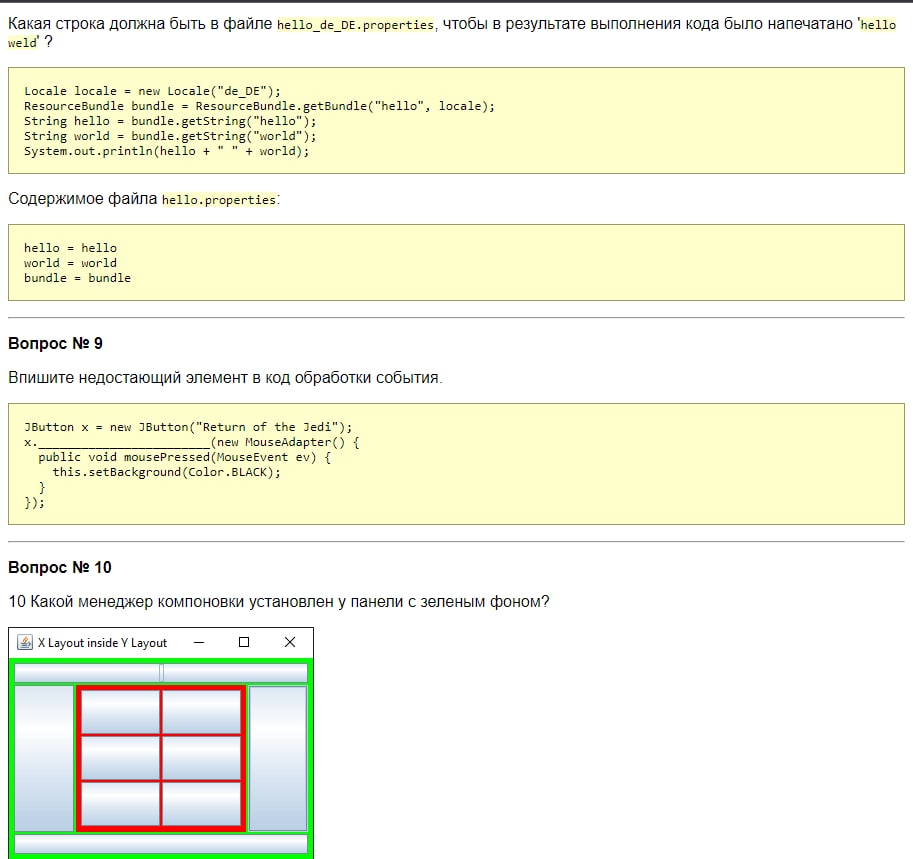 Какая строка должна быть в файле hello_de_DE.properties, чтобы в результате выполнения кода было напечатано 'hello
weld' ?
Locale locale = new Locale("de_DE");
ResourceBundle bundle = ResourceBundle.getBundle("hello", locale);
String hello = bundle.getString("hello");
String world = bundle.getString("world");
System.out.println(hello + " " + world);
Содержимое файла hello.properties:
hello = hello
world = world
bundle = bundle
Вопрос № 9
Впишите недостающий элемент в код обработки события.
JButton x = new JButton("Return of the Jedi");
x.________________________(new MouseAdapter() {
  public void mousePressed(MouseEvent ev) {
    this.setBackground(Color.BLACK);
  }
});
Вопрос № 10
10 Какой менеджер компоновки установлен у панели с зеленым фоном?
X Layout inside Y Layout